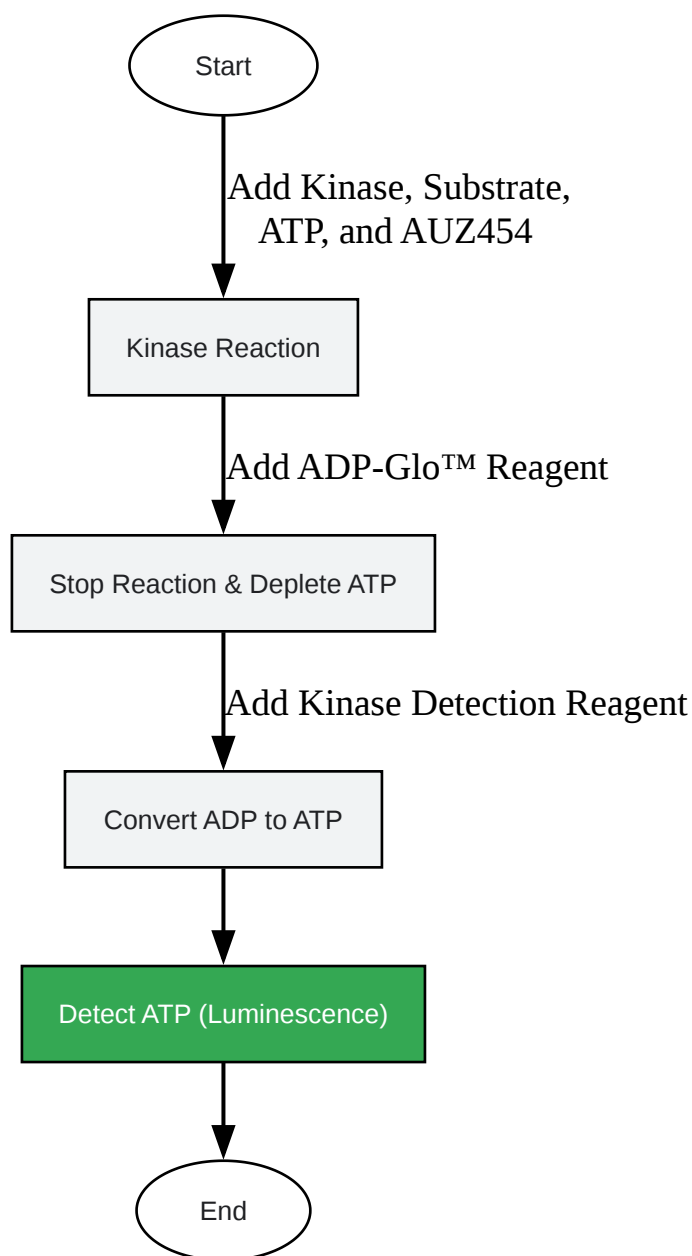 Start
Add Kinase, Substrate,
ATP, and AUZ454
Kinase Reaction
Add ADP-Glo™ Reagent
Stop Reaction & Deplete ATP
Add Kinase Detection Reagent
Convert ADP to ATP
Detect ATP (Luminescence)
End